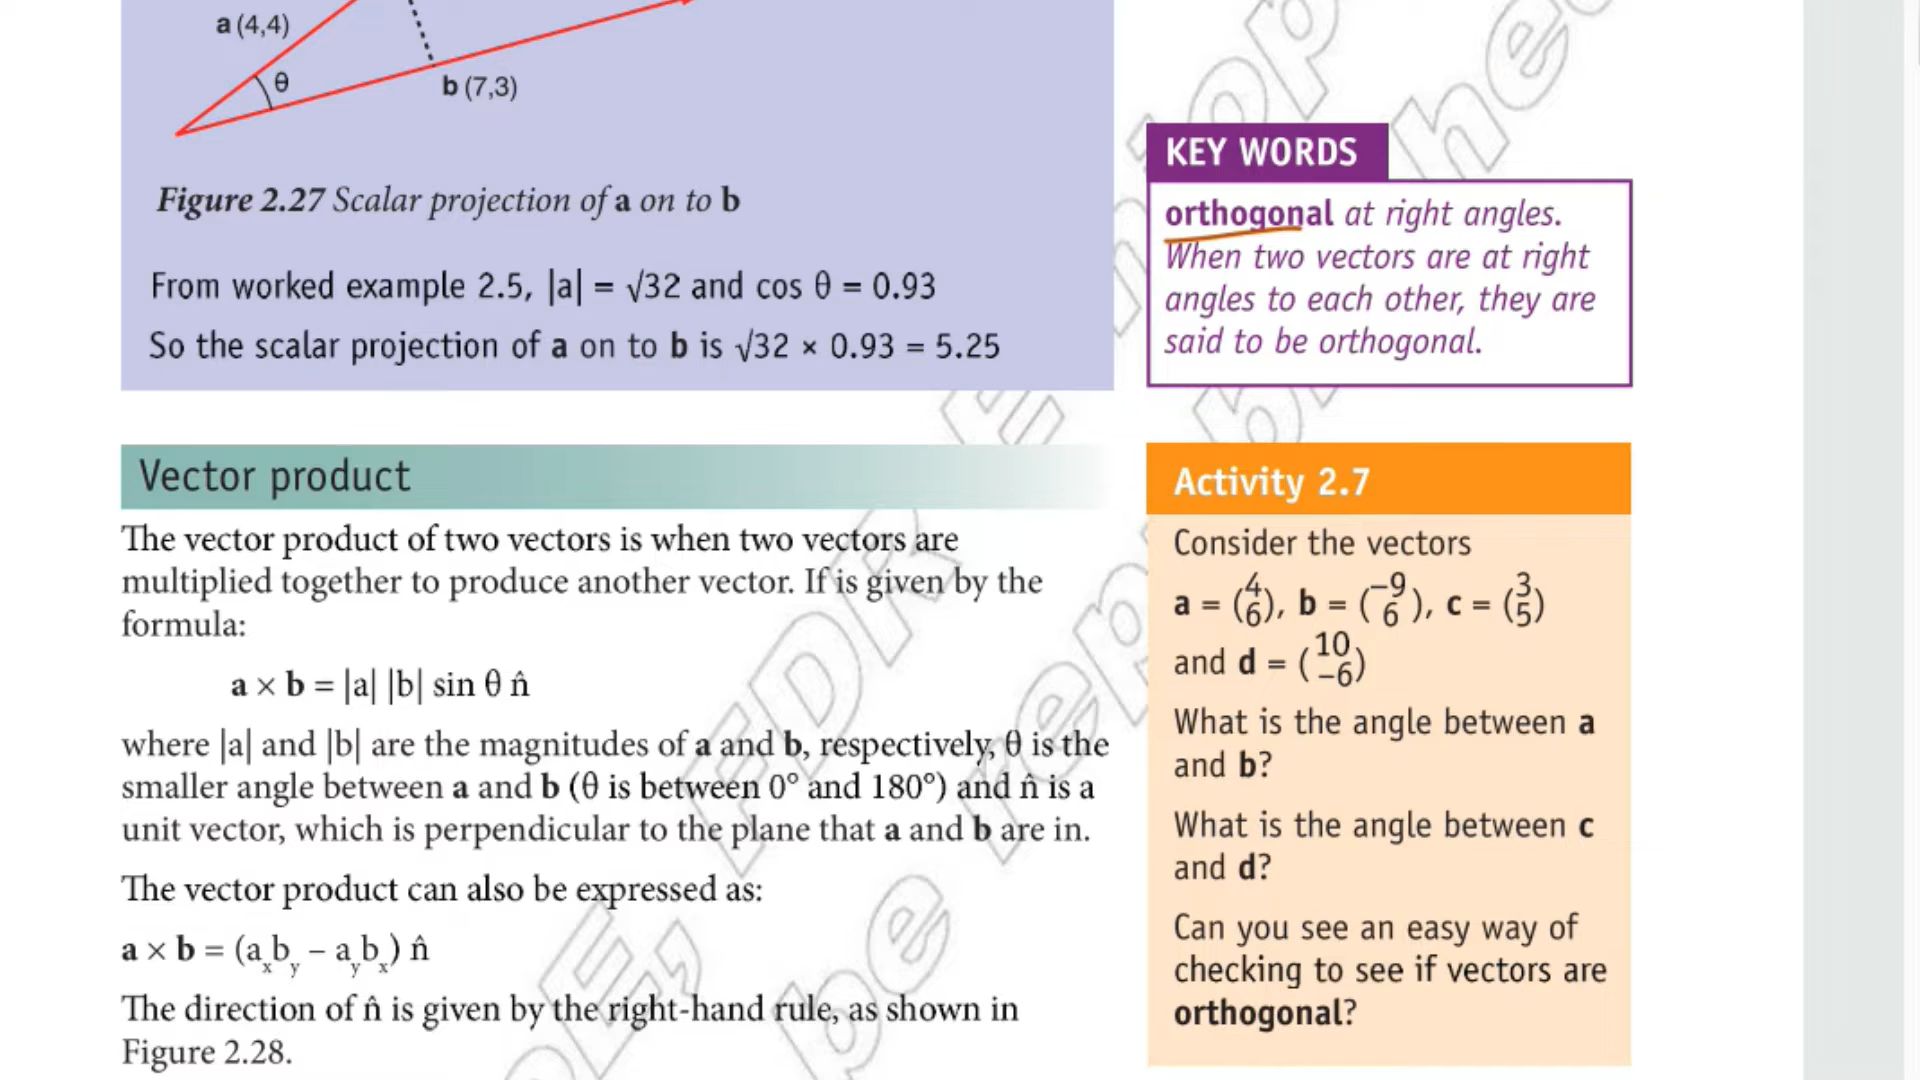 a (4,4)
θ
b (7,3)
Figure 2.27 Scalar projection of a on to b
From worked example 2.5, |a| = √32 and cos θ = 0.93
So the scalar projection of a on to b is √32 × 0.93 = 5.25
KEY WORDS
orthogonal at right angles.
When two vectors are at right
angles to each other, they are
said to be orthogonal.
Vector product
The vector product of two vectors is when two vectors are
multiplied together to produce another vector. If is given by the
formula:
a × b = |a| |b| sin θ n̂
where |a| and |b| are the magnitudes of a and b, respectively, θ is the
smaller angle between a and b (θ is between 0° and 180°) and n̂ is a
unit vector, which is perpendicular to the plane that a and b are in.
The vector product can also be expressed as:
a × b = (aₓbᵧ – aᵧbₓ) n̂
The direction of n̂ is given by the right-hand rule, as shown in
Figure 2.28.
Activity 2.7
Consider the vectors
a = (4 6), b = (–9 6), c = (3 5)
and d = (10 –6)
What is the angle between a
and b?
What is the angle between c
and d?
Can you see an easy way of
checking to see if vectors are
orthogonal?